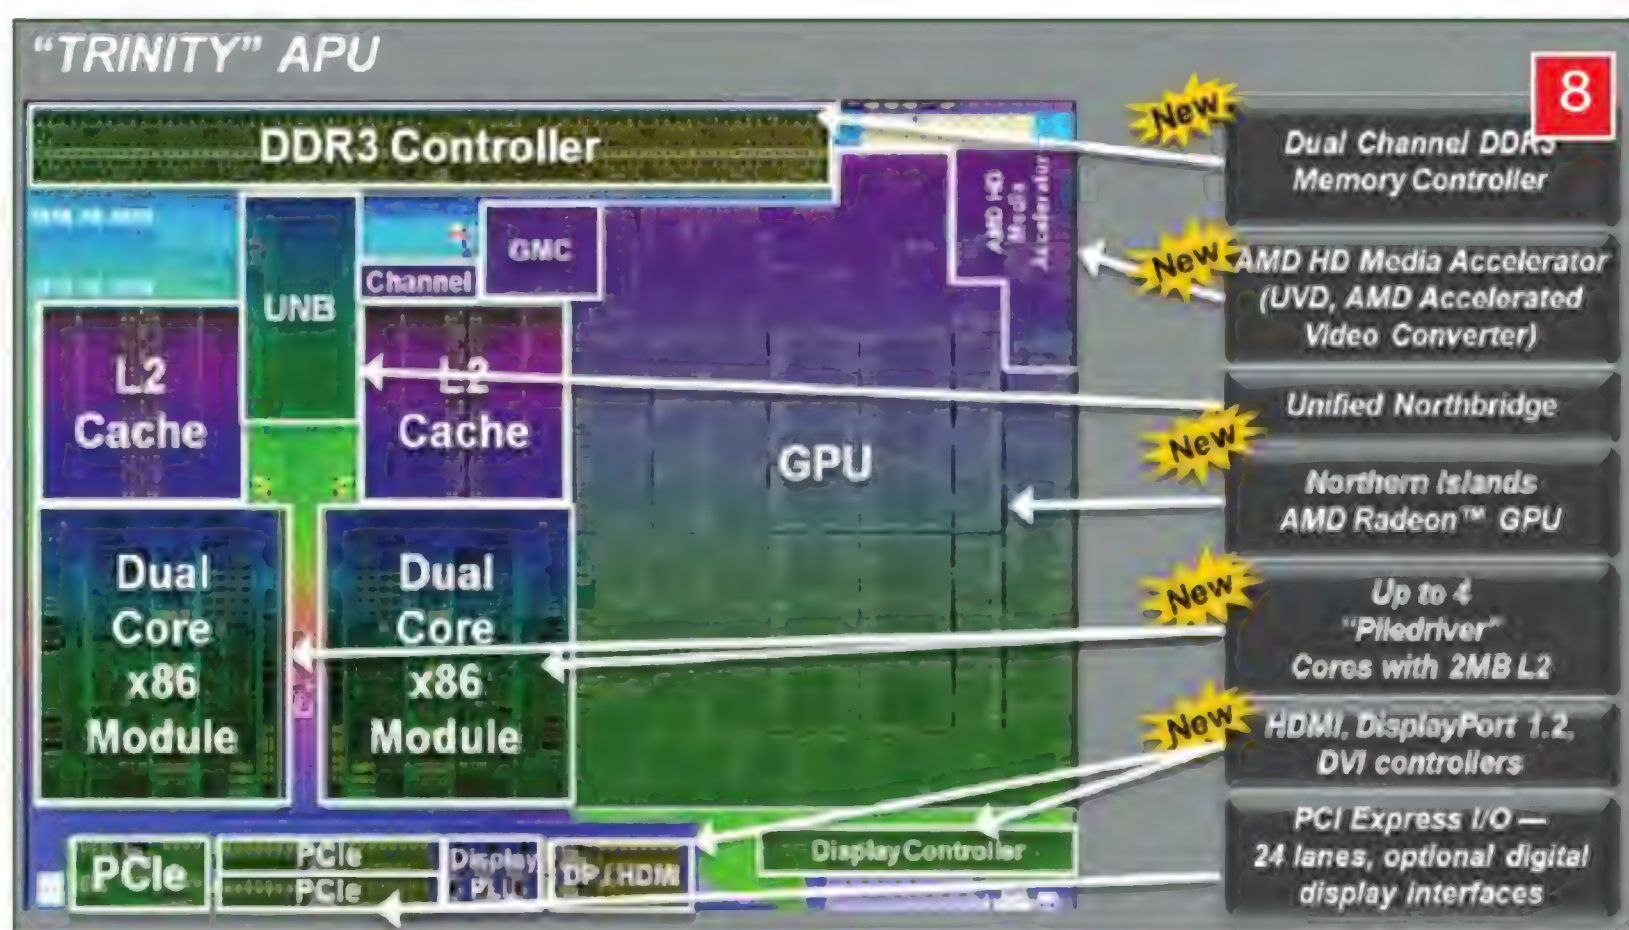 “TRINITY” APU
8
DDR3 Controller
AMD HD
Media
Accelerator
GMC
Channel
UNB
L2
Cache
L2
Cache
GPU
Dual
Core
x86
Module
Dual
Core
x86
Module
PCIe
PCIe
PCIe
Display
PLLs
DP / HDMI
Display Controller
New
Dual Channel DDR3
Memory Controller
New
AMD HD Media Accelerator
(UVD, AMD Accelerated
Video Converter)
Unified Northbridge
New
Northern Islands
AMD Radeon™ GPU
New
Up to 4
“Piledriver”
Cores with 2MB L2
New
HDMI, DisplayPort 1.2,
DVI controllers
PCI Express I/O —
24 lanes, optional digital
display interfaces